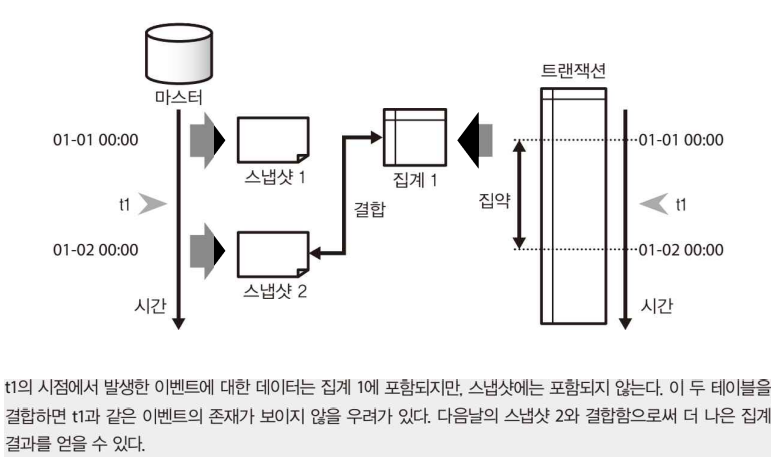 마스터
트랜잭션
01-01 00:00
스냅샷 1
집계 1
01-01 00:00
t1
결합
집약
t1
01-02 00:00
스냅샷 2
01-02 00:00
시간
시간
t1의 시점에서 발생한 이벤트에 대한 데이터는 집계 1에 포함되지만, 스냅샷에는 포함되지 않는다. 이 두 테이블을
결합하면 t1과 같은 이벤트의 존재가 보이지 않을 우려가 있다. 다음날의 스냅샷 2와 결합함으로써 더 나은 집계
결과를 얻을 수 있다.